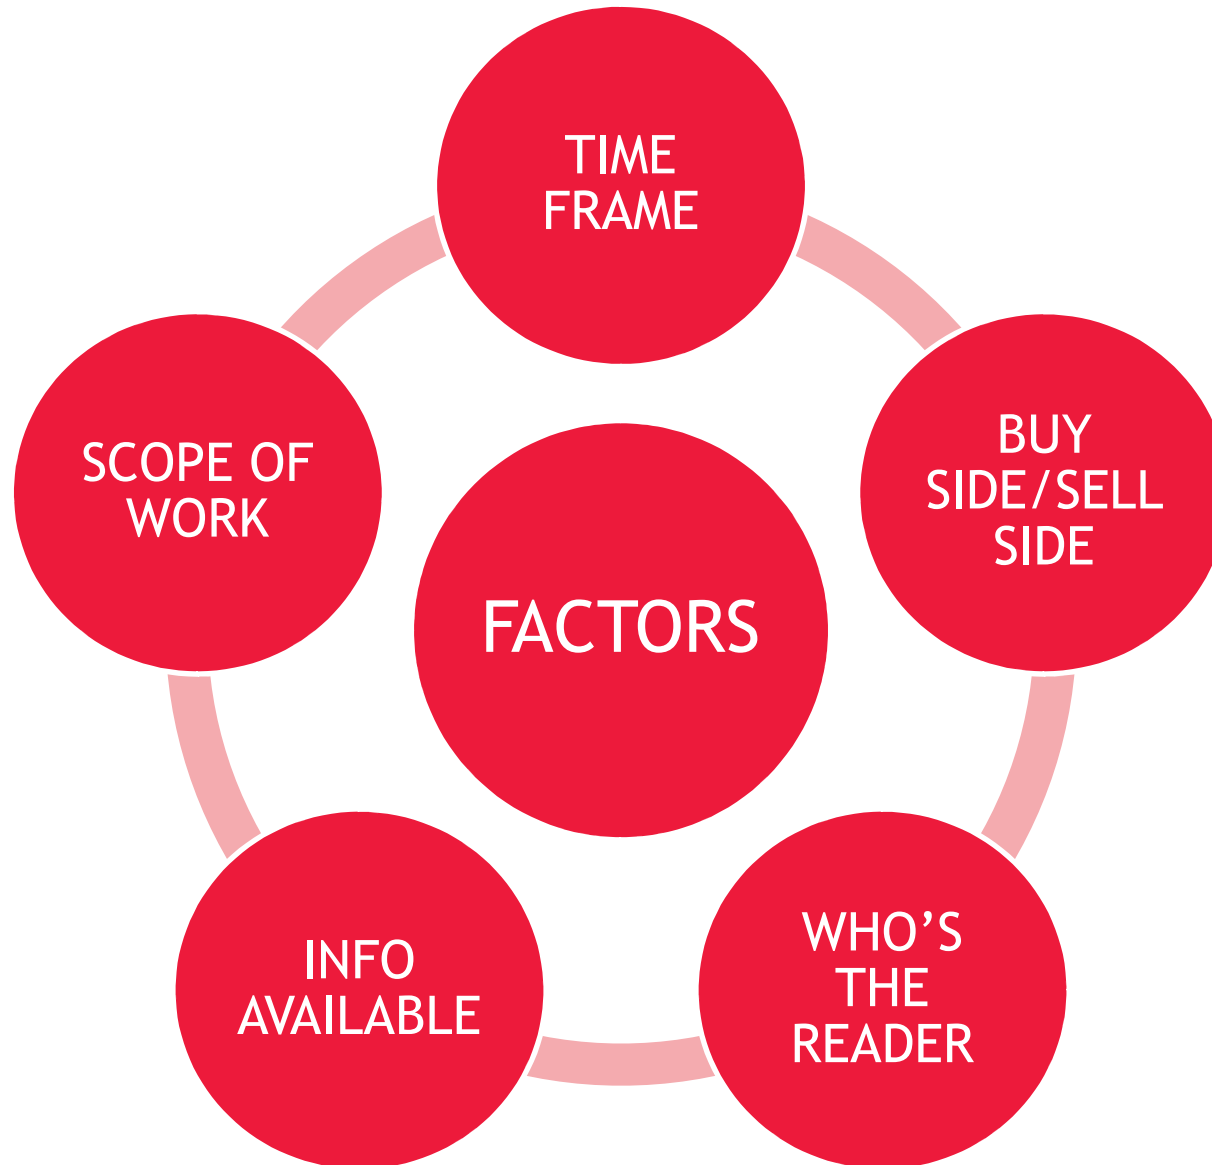 TIME
FRAME
BUY
SIDE/SELL
SIDE
WHO’S
THE
READER
INFO
AVAILABLE
SCOPE OF
WORK
FACTORS